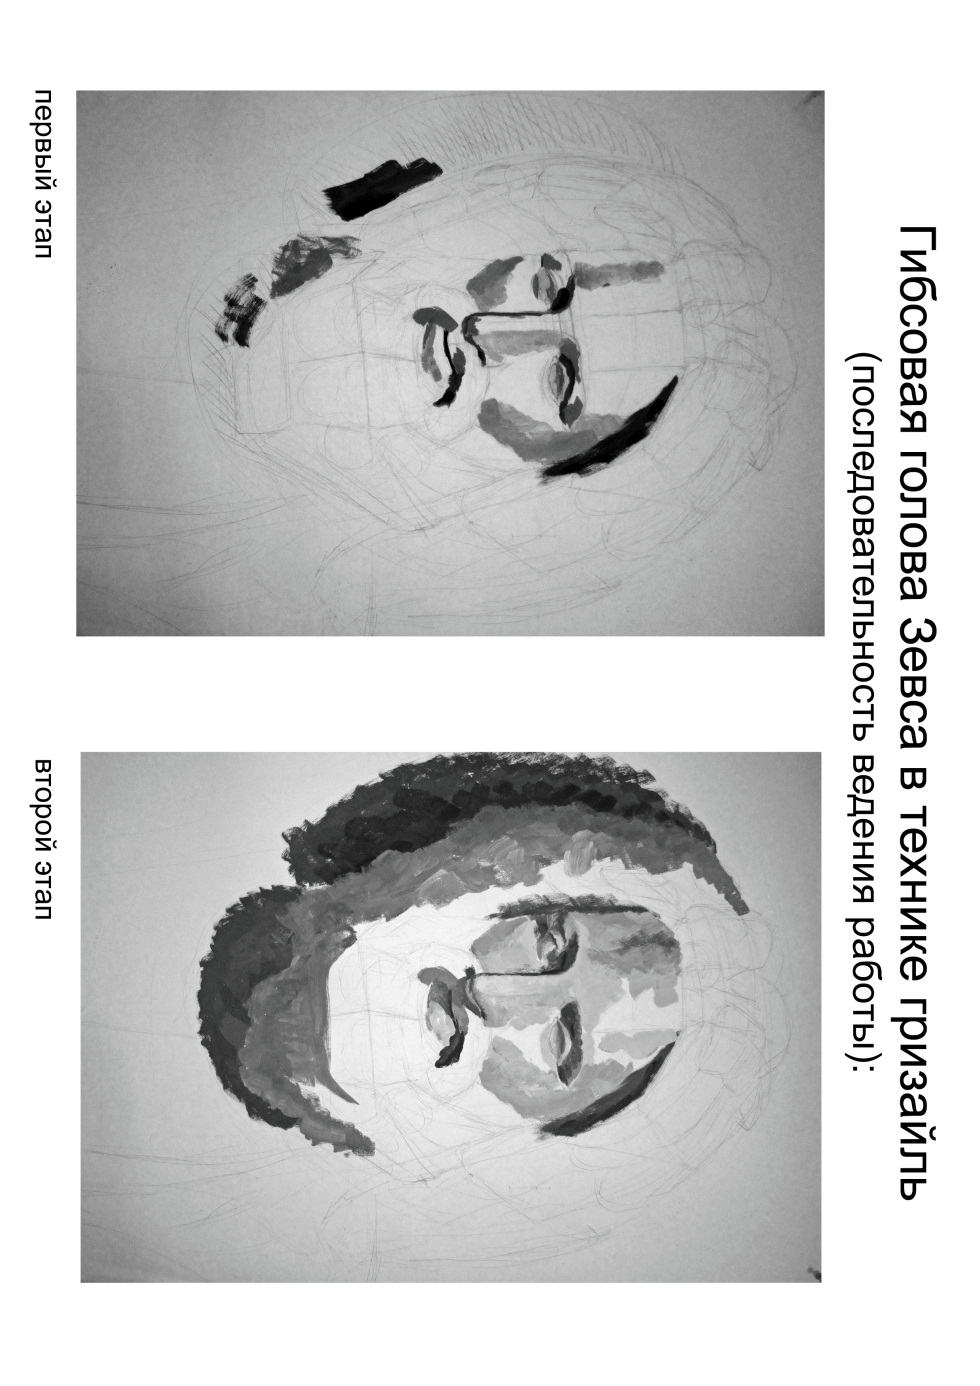 Гибсовая голова Зевса в технике гризайль
(последовательность ведения работы):
первый этап
второй этап